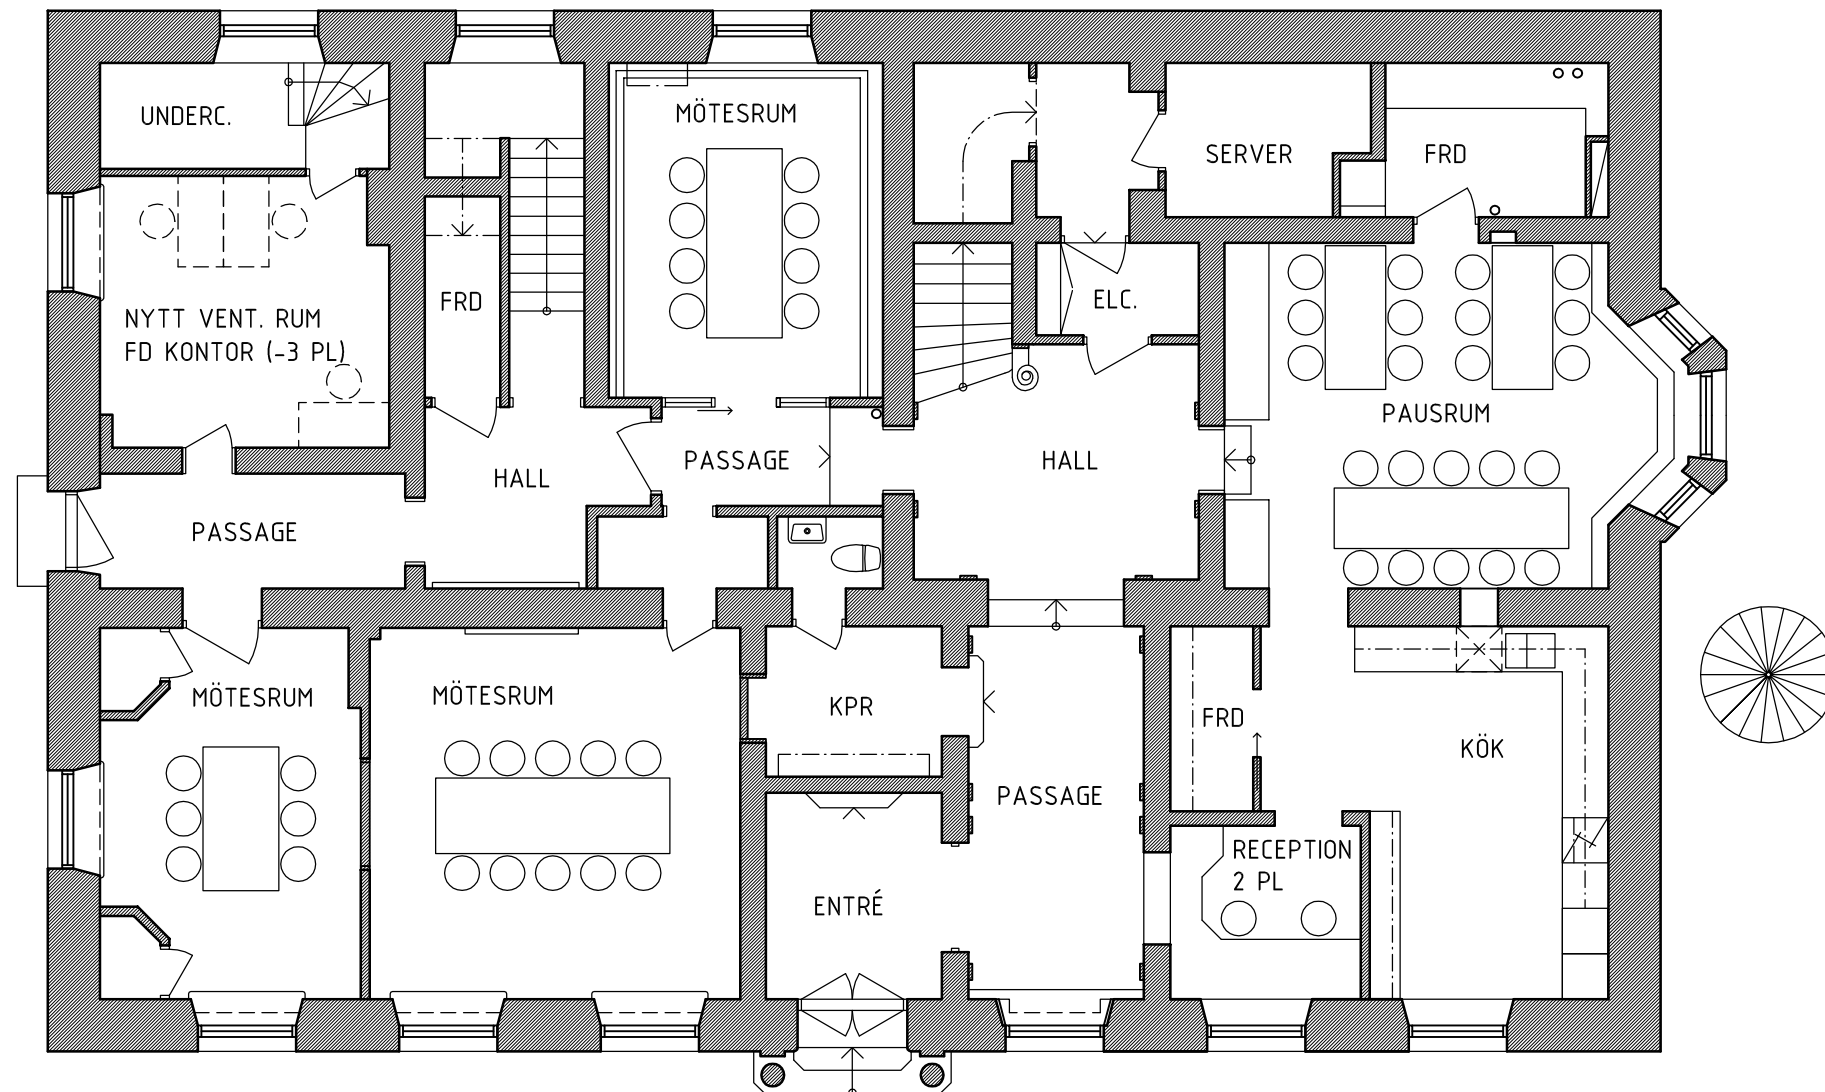 UNDERC.
MÖTESRUM
SERVER
FRD
NYTT VENT. RUM
FD KONTOR (-3 PL)
FRD
ELC.
PAUSRUM
HALL
PASSAGE
HALL
PASSAGE
MÖTESRUM
MÖTESRUM
KPR
FRD
KÖK
PASSAGE
RECEPTION
2 PL
ENTRÉ